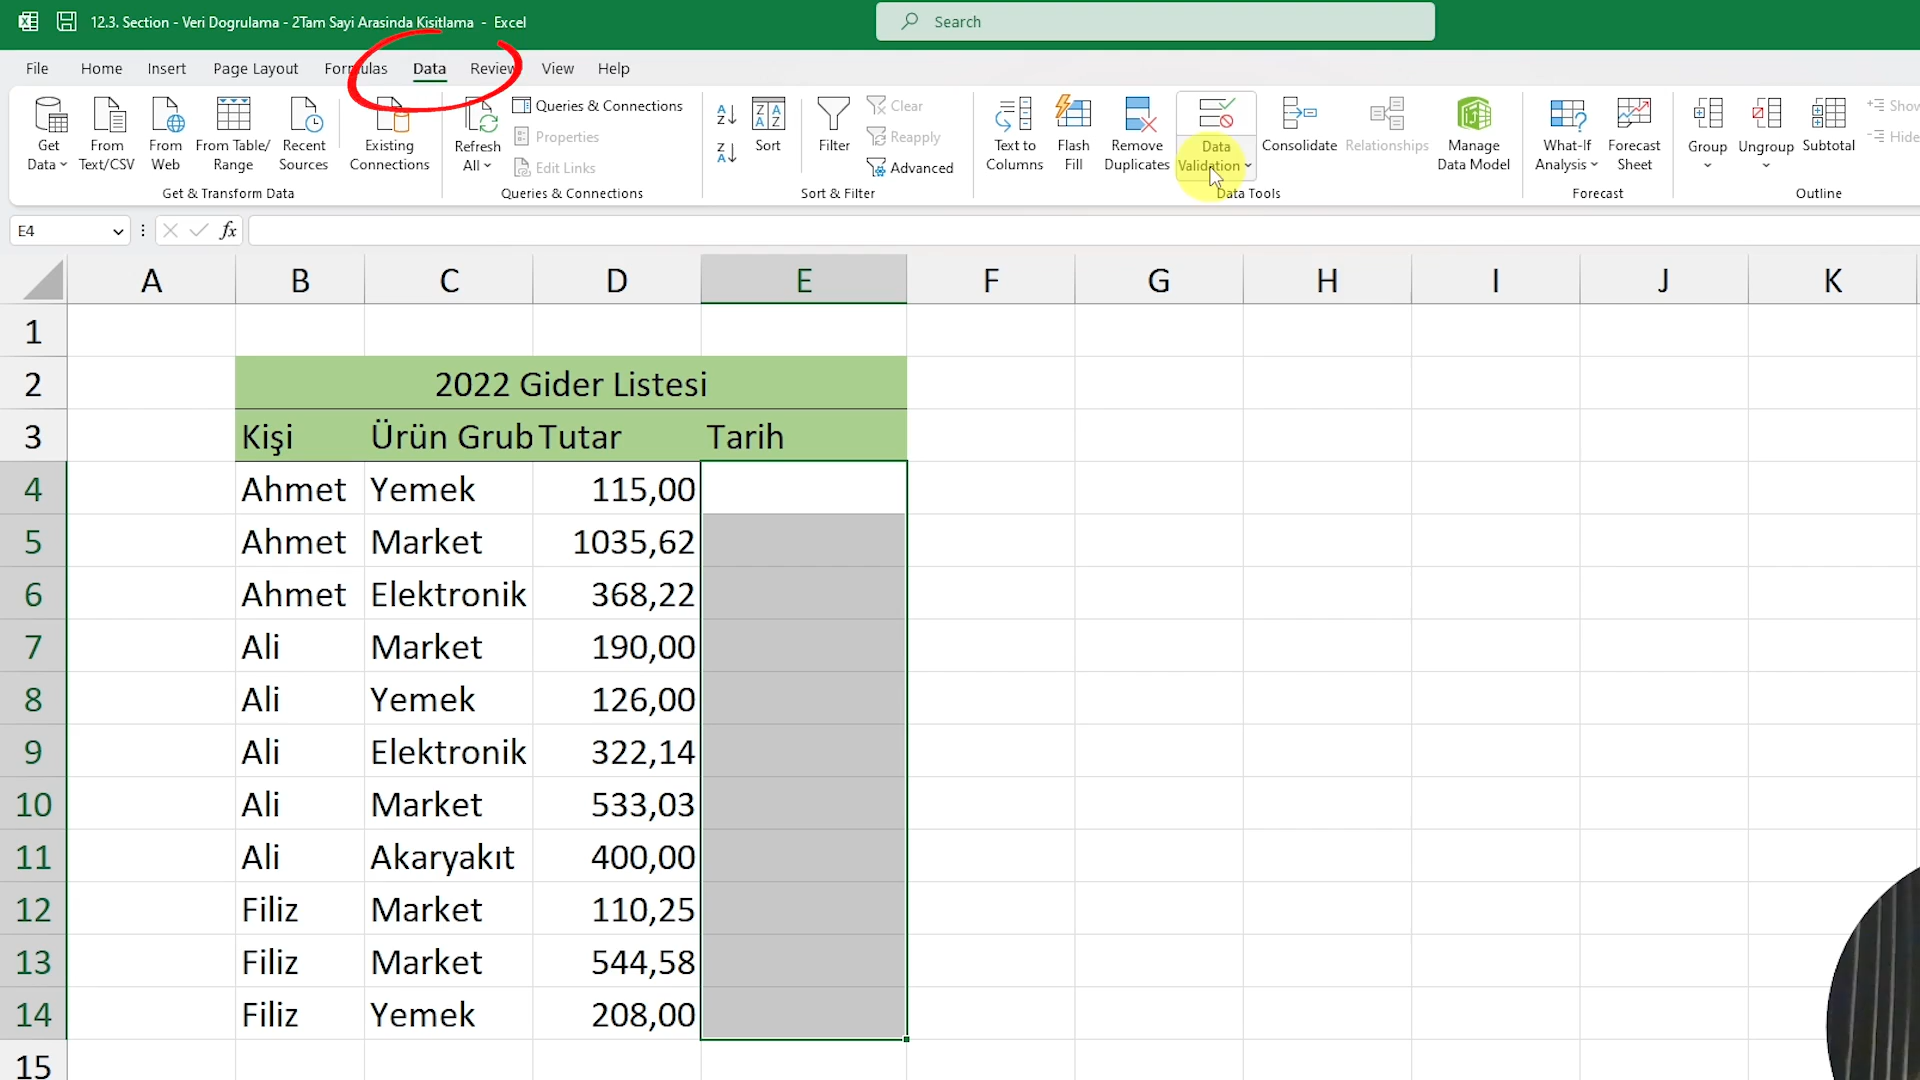 12.3. Section - Veri Dogrulama - 2Tam Sayi Arasinda Kisitlama - Excel
Search
File Home Insert Page Layout Formulas Data Review View Help
Get Data
From Text/CSV
From Web
From Table/ Range
Recent Sources
Existing Connections
Get & Transform Data
Refresh All
Queries & Connections
Properties
Edit Links
Queries & Connections
Sort
Filter
Clear
Reapply
Advanced
Sort & Filter
Text to Columns
Flash Fill
Remove Duplicates
Data Validation
Consolidate
Relationships
Manage Data Model
Data Tools
What-If Analysis
Forecast Sheet
Forecast
Group
Ungroup
Subtotal
Show
Hide
Outline
E4 fx
A B C D E F G H I J K
1
2 2022 Gider Listesi
3 Kişi Ürün Grub Tutar Tarih
4 Ahmet Yemek 115,00
5 Ahmet Market 1035,62
6 Ahmet Elektronik 368,22
7 Ali Market 190,00
8 Ali Yemek 126,00
9 Ali Elektronik 322,14
10 Ali Market 533,03
11 Ali Akaryakıt 400,00
12 Filiz Market 110,25
13 Filiz Market 544,58
14 Filiz Yemek 208,00
15